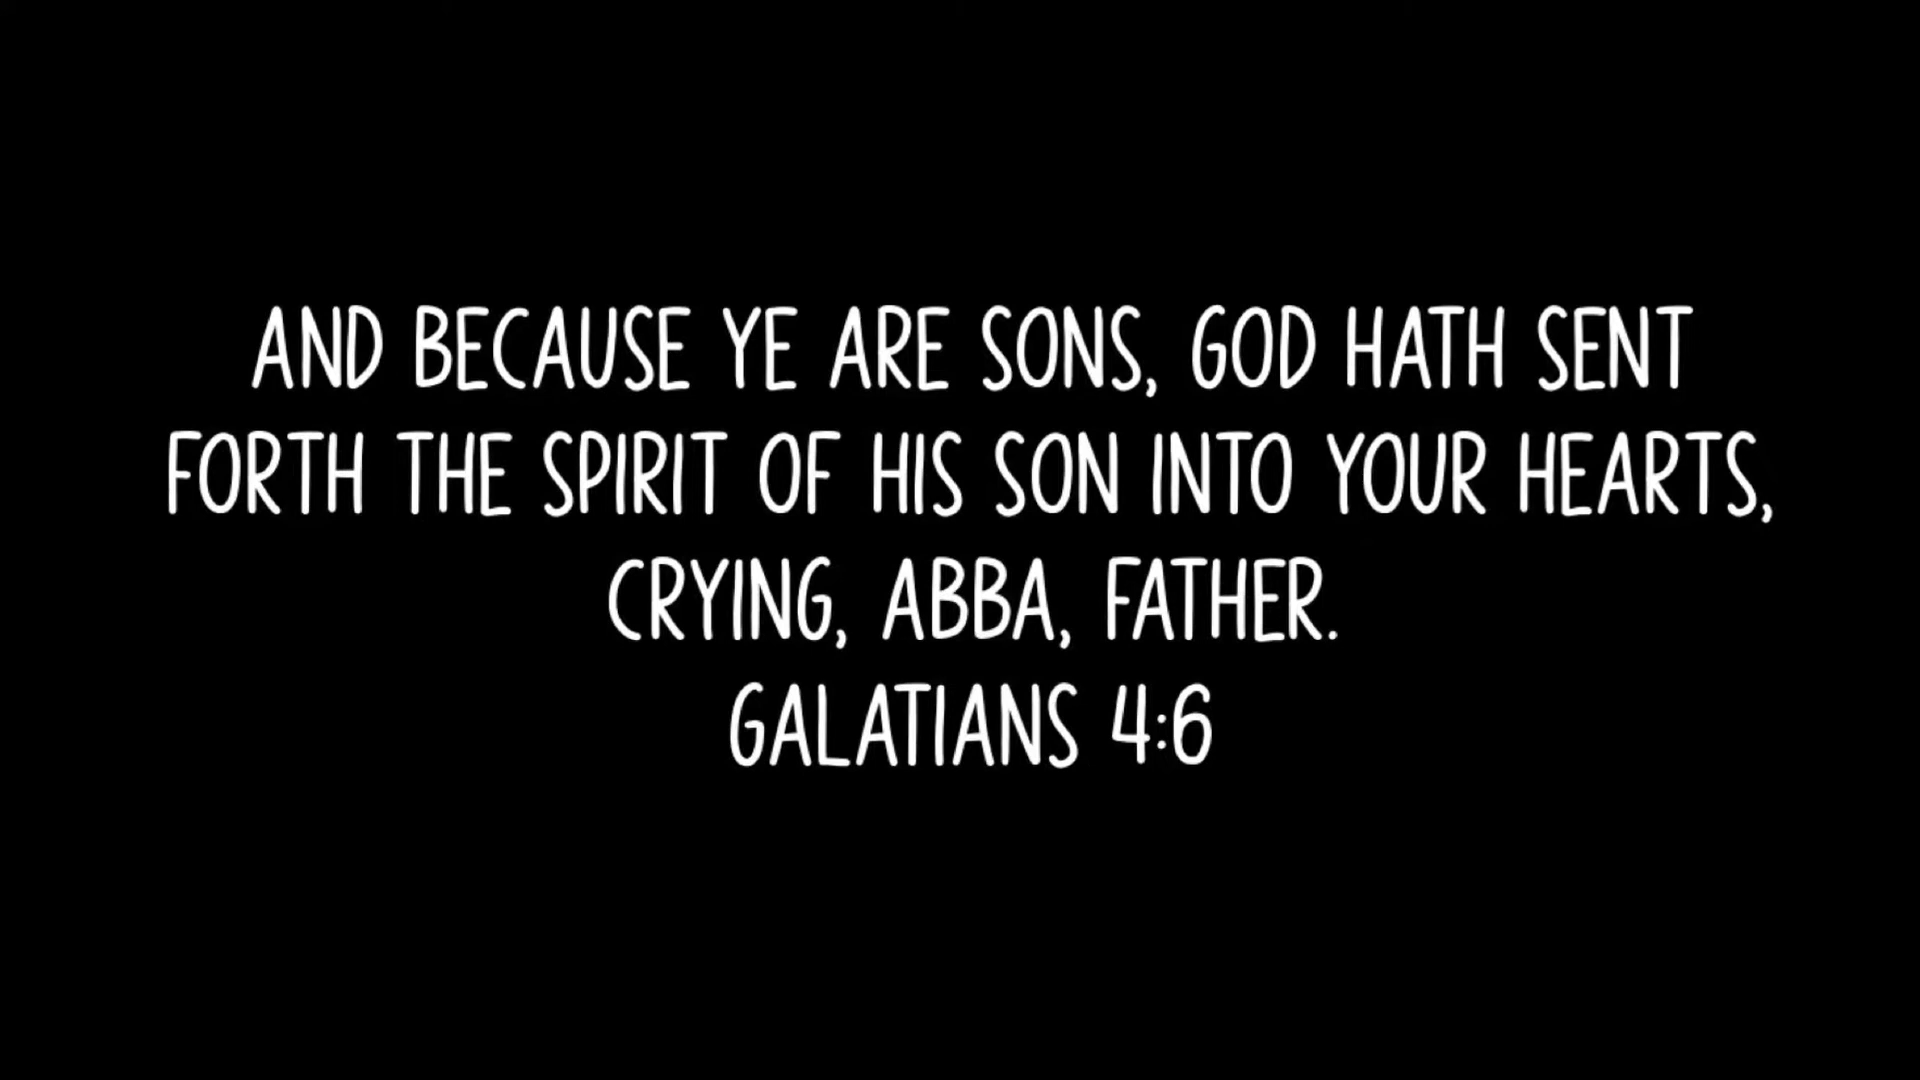 AND BECAUSE YE ARE SONS, GOD HATH SENT
FORTH THE SPIRIT OF HIS SON INTO YOUR HEARTS,
CRYING, ABBA, FATHER.
GALATIANS 4:6